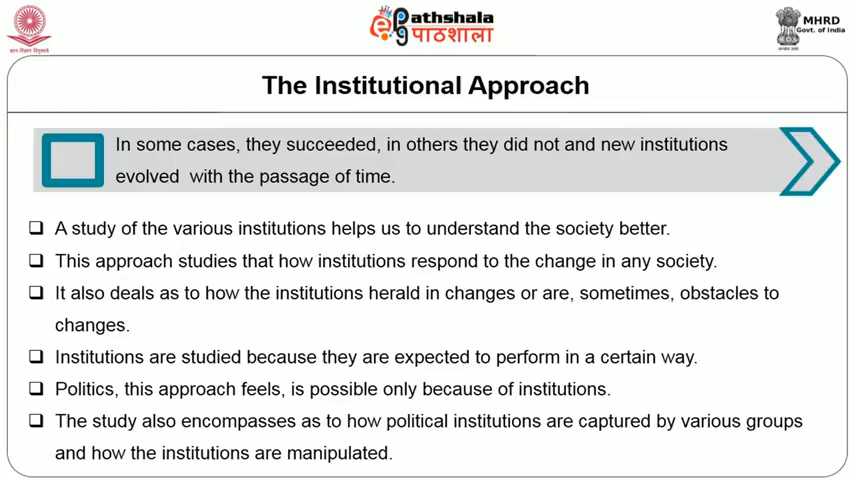 Pathshala
पाठशाला
MHRD
Govt. of India
The Institutional Approach
In some cases, they succeeded, in others they did not and new institutions
evolved with the passage of time.
A study of the various institutions helps us to understand the society better.
This approach studies that how institutions respond to the change in any society.
It also deals as to how the institutions herald in changes or are, sometimes, obstacles to
changes.
Institutions are studied because they are expected to perform in a certain way.
Politics, this approach feels, is possible only because of institutions.
The study also encompasses as to how political institutions are captured by various groups
and how the institutions are manipulated.